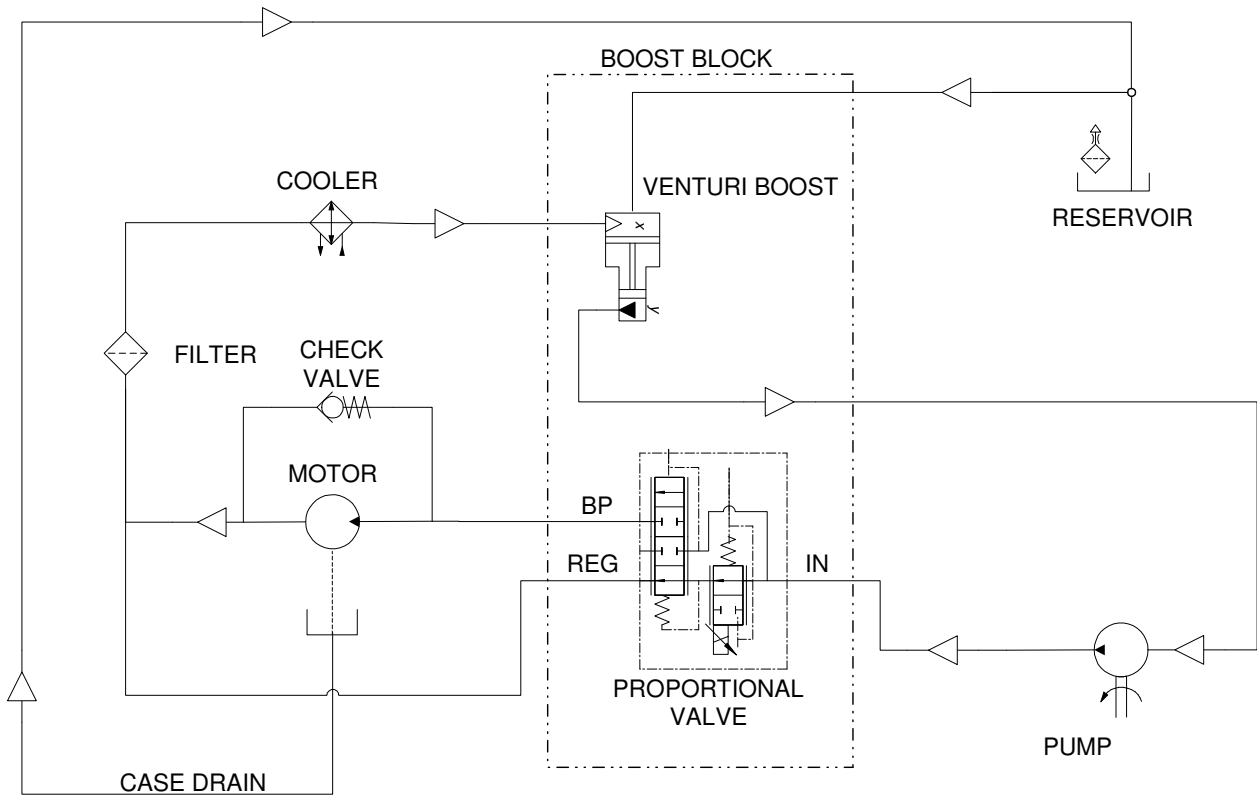 BOOST BLOCK
COOLER
VENTURI BOOST
x
RESERVOIR
y
FILTER
CHECK
VALVE
MOTOR
BP
REG
IN
PROPORTIONAL
VALVE
PUMP
CASE DRAIN